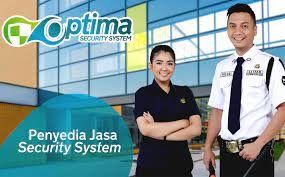 Optima
SECURITY SYSTEM
Penyedia Jasa
Security System